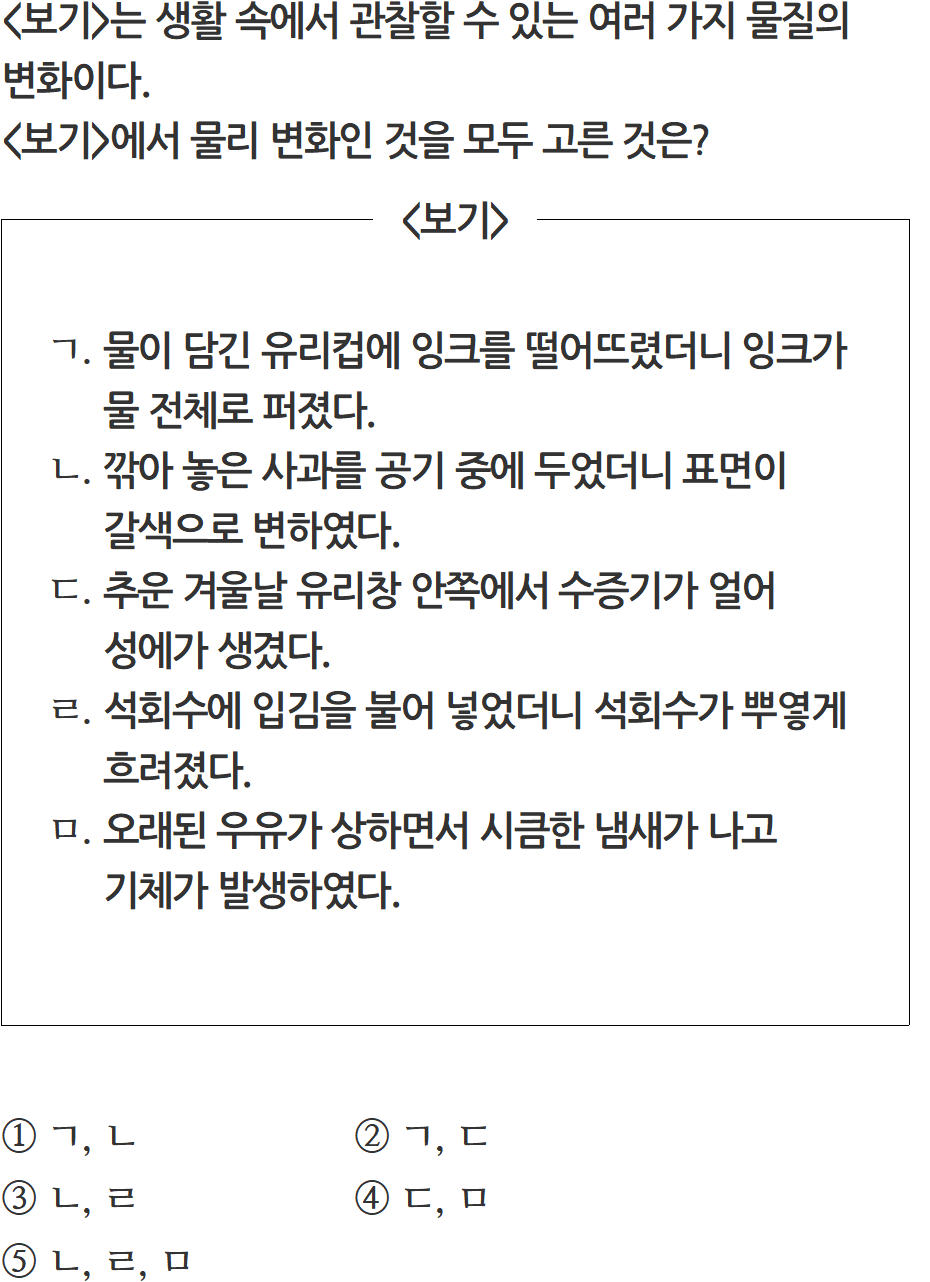 <보기>는 생활 속에서 관찰할 수 있는 여러 가지 물질의
변화이다.
<보기>에서 물리 변화인 것을 모두 고른 것은?
<보기>
ㄱ. 물이 담긴 유리컵에 잉크를 떨어뜨렸더니 잉크가
물 전체로 퍼졌다.
ㄴ. 깎아 놓은 사과를 공기 중에 두었더니 표면이
갈색으로 변하였다.
ㄷ. 추운 겨울날 유리창 안쪽에서 수증기가 얼어
성에가 생겼다.
ㄹ. 석회수에 입김을 불어 넣었더니 석회수가 뿌옇게
흐려졌다.
ㅁ. 오래된 우유가 상하면서 시큼한 냄새가 나고
기체가 발생하였다.
① ㄱ, ㄴ ② ㄱ, ㄷ
③ ㄴ, ㄹ ④ ㄷ, ㅁ
⑤ ㄴ, ㄹ, ㅁ